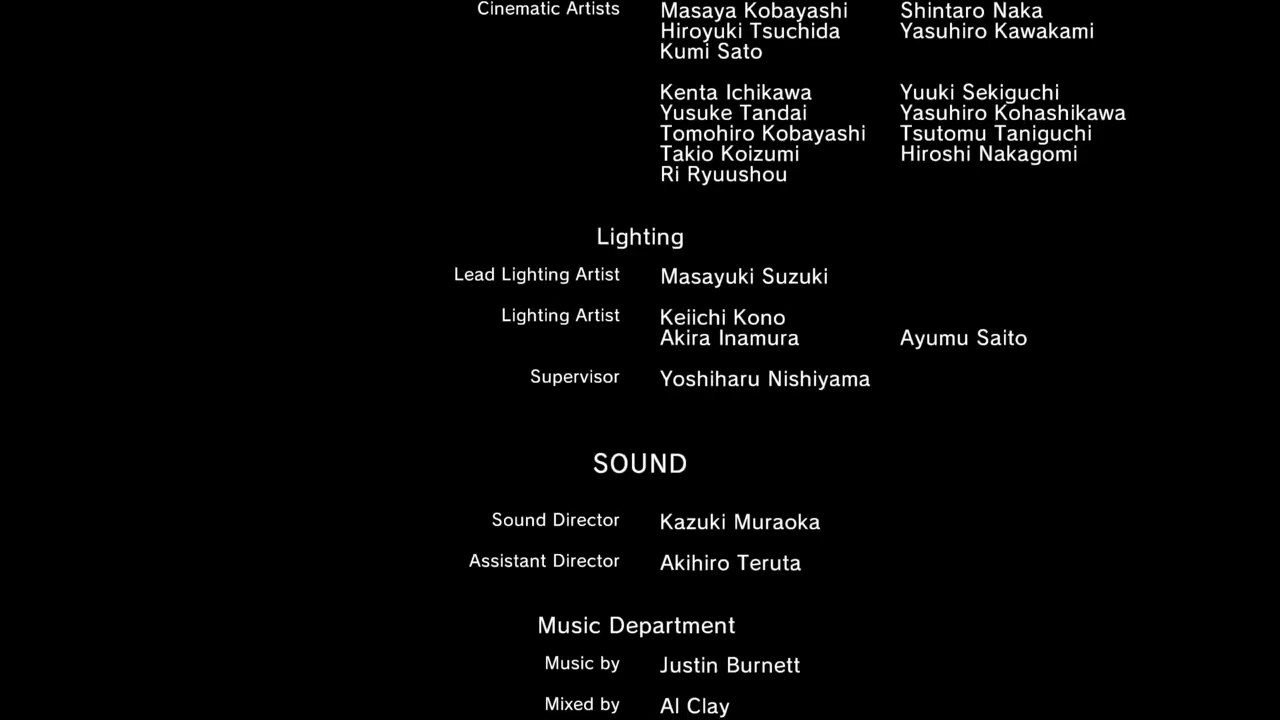 Cinematic Artists Masaya Kobayashi Shintaro Naka
Hiroyuki Tsuchida Yasuhiro Kawakami
Kumi Sato
Kenta Ichikawa Yuuki Sekiguchi
Yusuke Tandai Yasuhiro Kohashikawa
Tomohiro Kobayashi Tsutomu Taniguchi
Takio Koizumi Hiroshi Nakagomi
Ri Ryuushou
Lighting
Lead Lighting Artist Masayuki Suzuki
Lighting Artist Keiichi Kono
Akira Inamura Ayumu Saito
Supervisor Yoshiharu Nishiyama
SOUND
Sound Director Kazuki Muraoka
Assistant Director Akihiro Teruta
Music Department
Music by Justin Burnett
Mixed by Al Clay